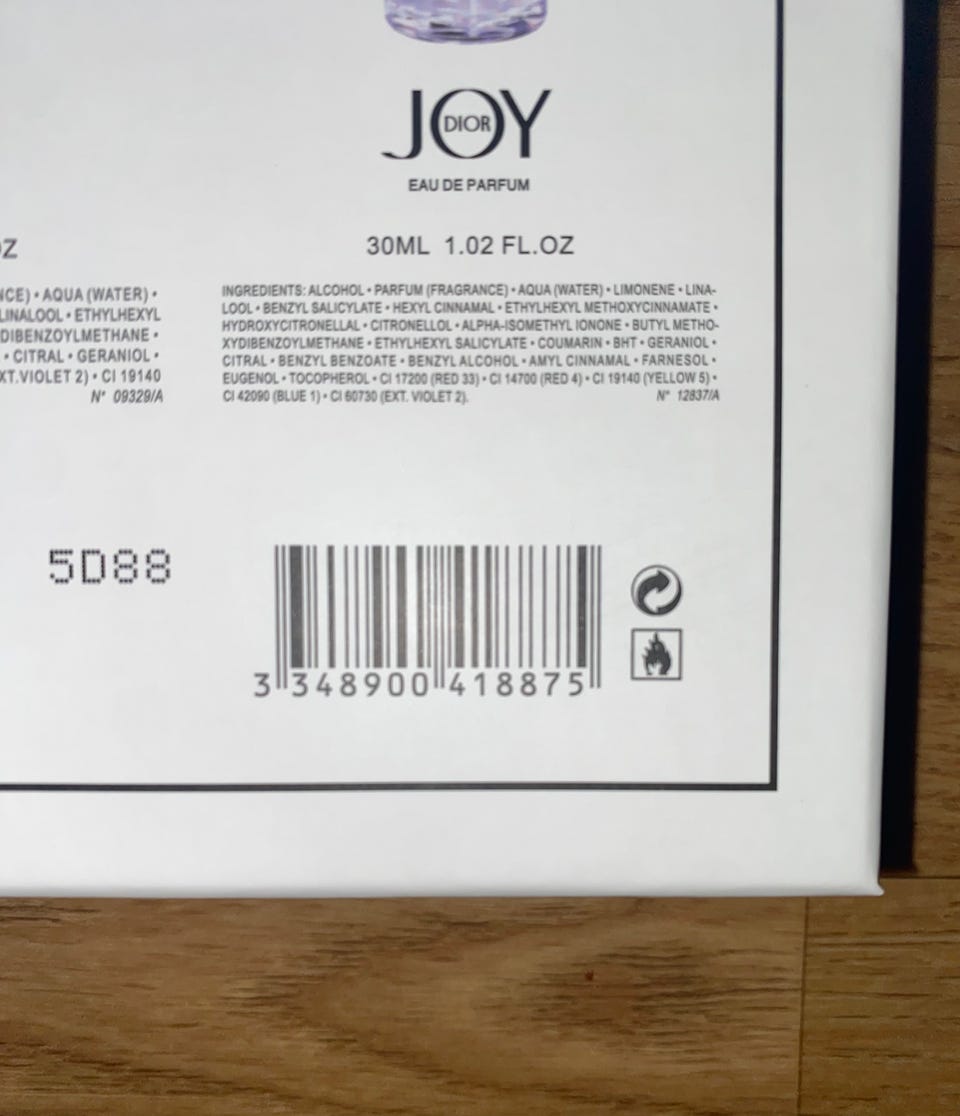 JOY
DIOR
EAU DE PARFUM
30ML 1.02 FL.OZ
INGREDIENTS: ALCOHOL • PARFUM (FRAGRANCE) • AQUA (WATER) • LIMONENE • LINA-
LOOL • BENZYL SALICYLATE • HEXYL CINNAMAL • ETHYLHEXYL METHOXYCINNAMATE •
HYDROXYCITRONELLAL • CITRONELLOL • ALPHA-ISOMETHYL IONONE • BUTYL METHO-
XYDIBENZOYLMETHANE • ETHYLHEXYL SALICYLATE • COUMARIN • BHT • GERANIOL •
CITRAL • BENZYL BENZOATE • BENZYL ALCOHOL • AMYL CINNAMAL • FARNESOL •
EUGENOL • TOCOPHEROL • CI 17200 (RED 33) • CI 14700 (RED 4) • CI 19140 (YELLOW 5) •
CI 42090 (BLUE 1) • CI 60730 (EXT. VIOLET 2).
N° 12837/A
OZ
NCE) • AQUA (WATER) •
LINALOOL • ETHYLHEXYL
DIBENZOYLMETHANE •
• CITRAL • GERANIOL •
XT.VIOLET 2) • CI 19140
N° 09329/A
5D88
3 348900 418875